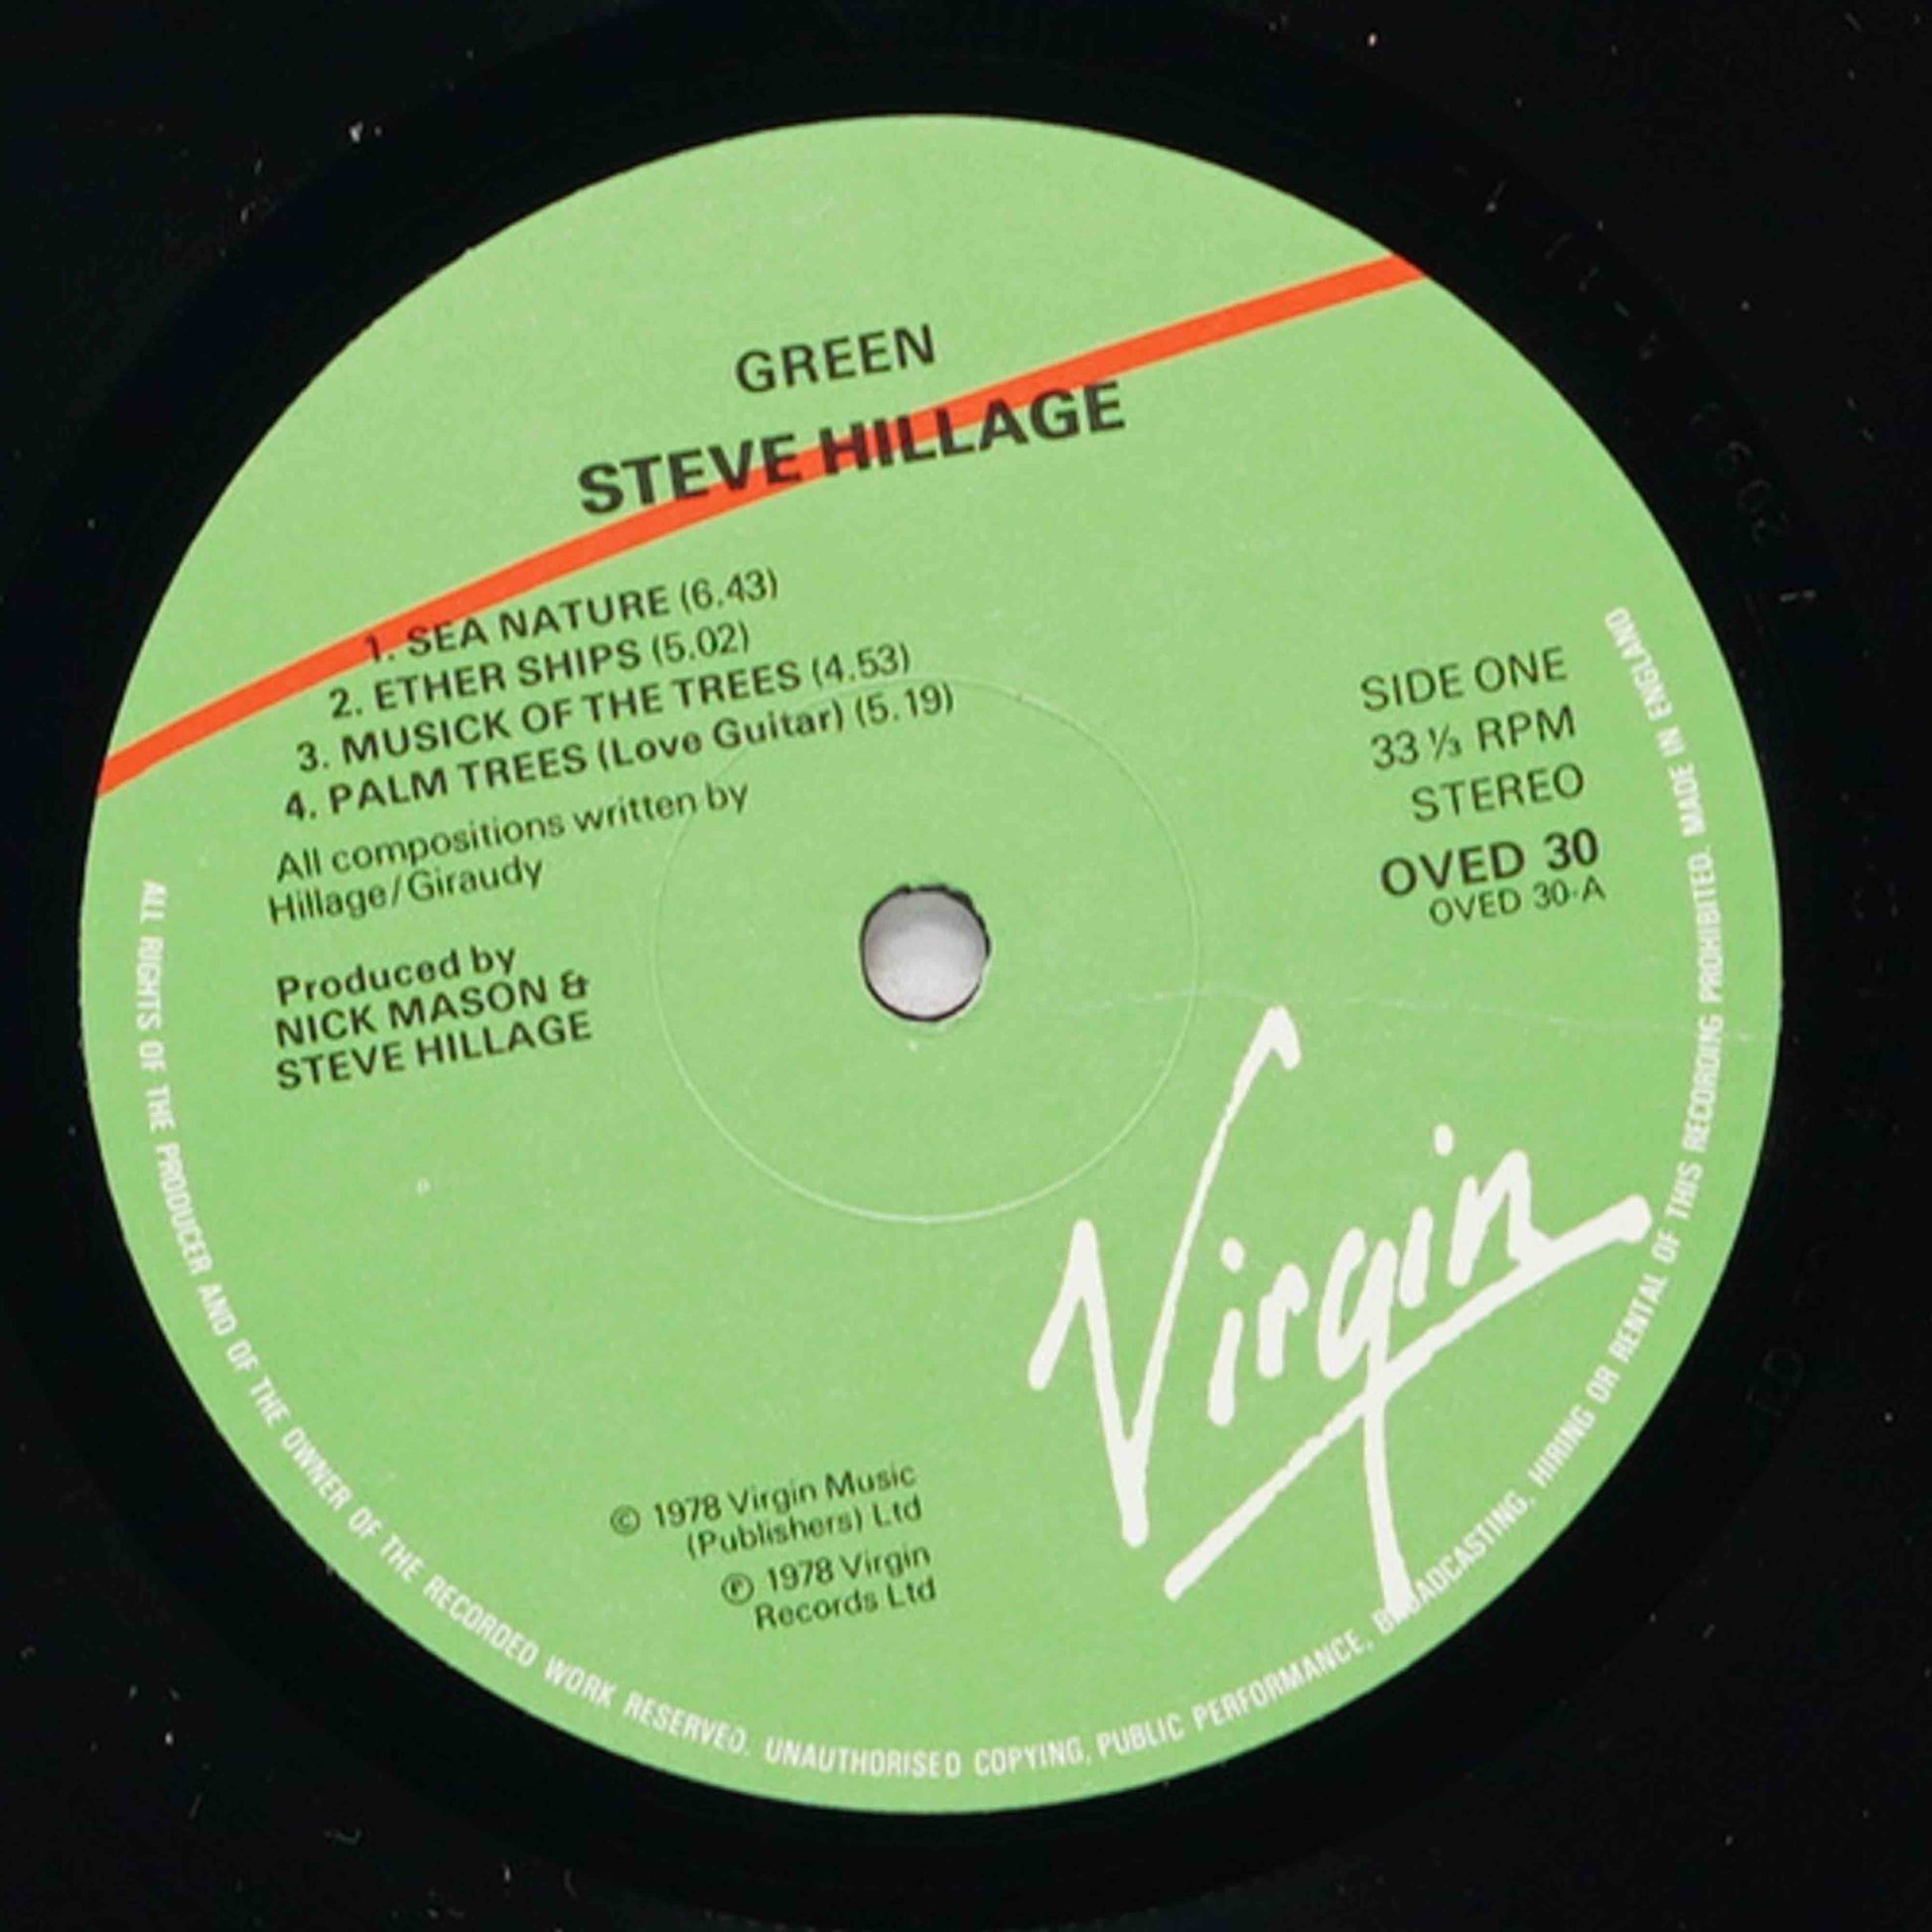 GREEN
STEVE HILLAGE
1. SEA NATURE (6.43)
2. ETHER SHIPS (5.02)
3. MUSICK OF THE TREES (4.53)
4. PALM TREES (Love Guitar) (5.19)
All compositions written by
Hillage/Giraudy
Produced by
NICK MASON &
STEVE HILLAGE
SIDE ONE
33 ⅓ RPM
STEREO
OVED 30
OVED 30-A
Virgin
© 1978 Virgin Music
(Publishers) Ltd
℗ 1978 Virgin
Records Ltd
ALL RIGHTS OF THE PRODUCER AND OF THE OWNER OF THE RECORDED WORK RESERVED. UNAUTHORISED COPYING, PUBLIC PERFORMANCE, BROADCASTING, HIRING OR RENTAL OF THIS RECORDING PROHIBITED. MADE IN ENGLAND